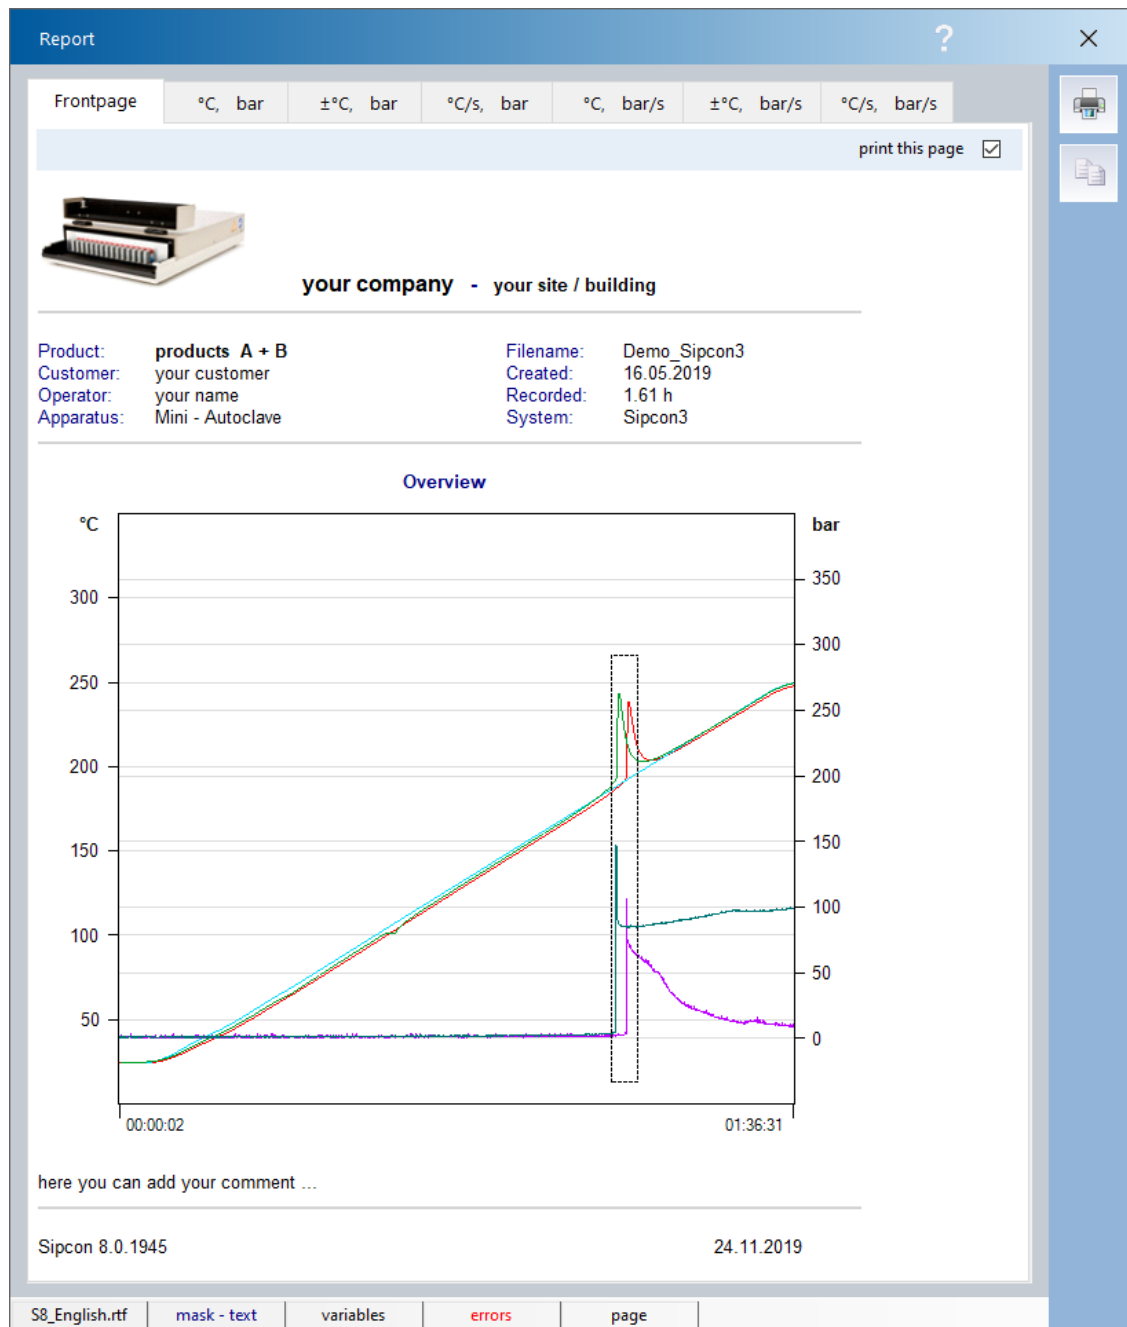 Report ?
Frontpage °C, bar ±°C, bar °C/s, bar °C, bar/s ±°C, bar/s °C/s, bar/s
print this page
your company - your site / building
Product: products A + B Filename: Demo_Sipcon3
Customer: your customer Created: 16.05.2019
Operator: your name Recorded: 1.61 h
Apparatus: Mini - Autoclave System: Sipcon3
Overview
°C bar
350
300
300
250 250
200 200
150 150
100 100
50 50
0
00:00:02 01:36:31
here you can add your comment ...
Sipcon 8.0.1945 24.11.2019
S8_English.rtf mask - text variables errors page